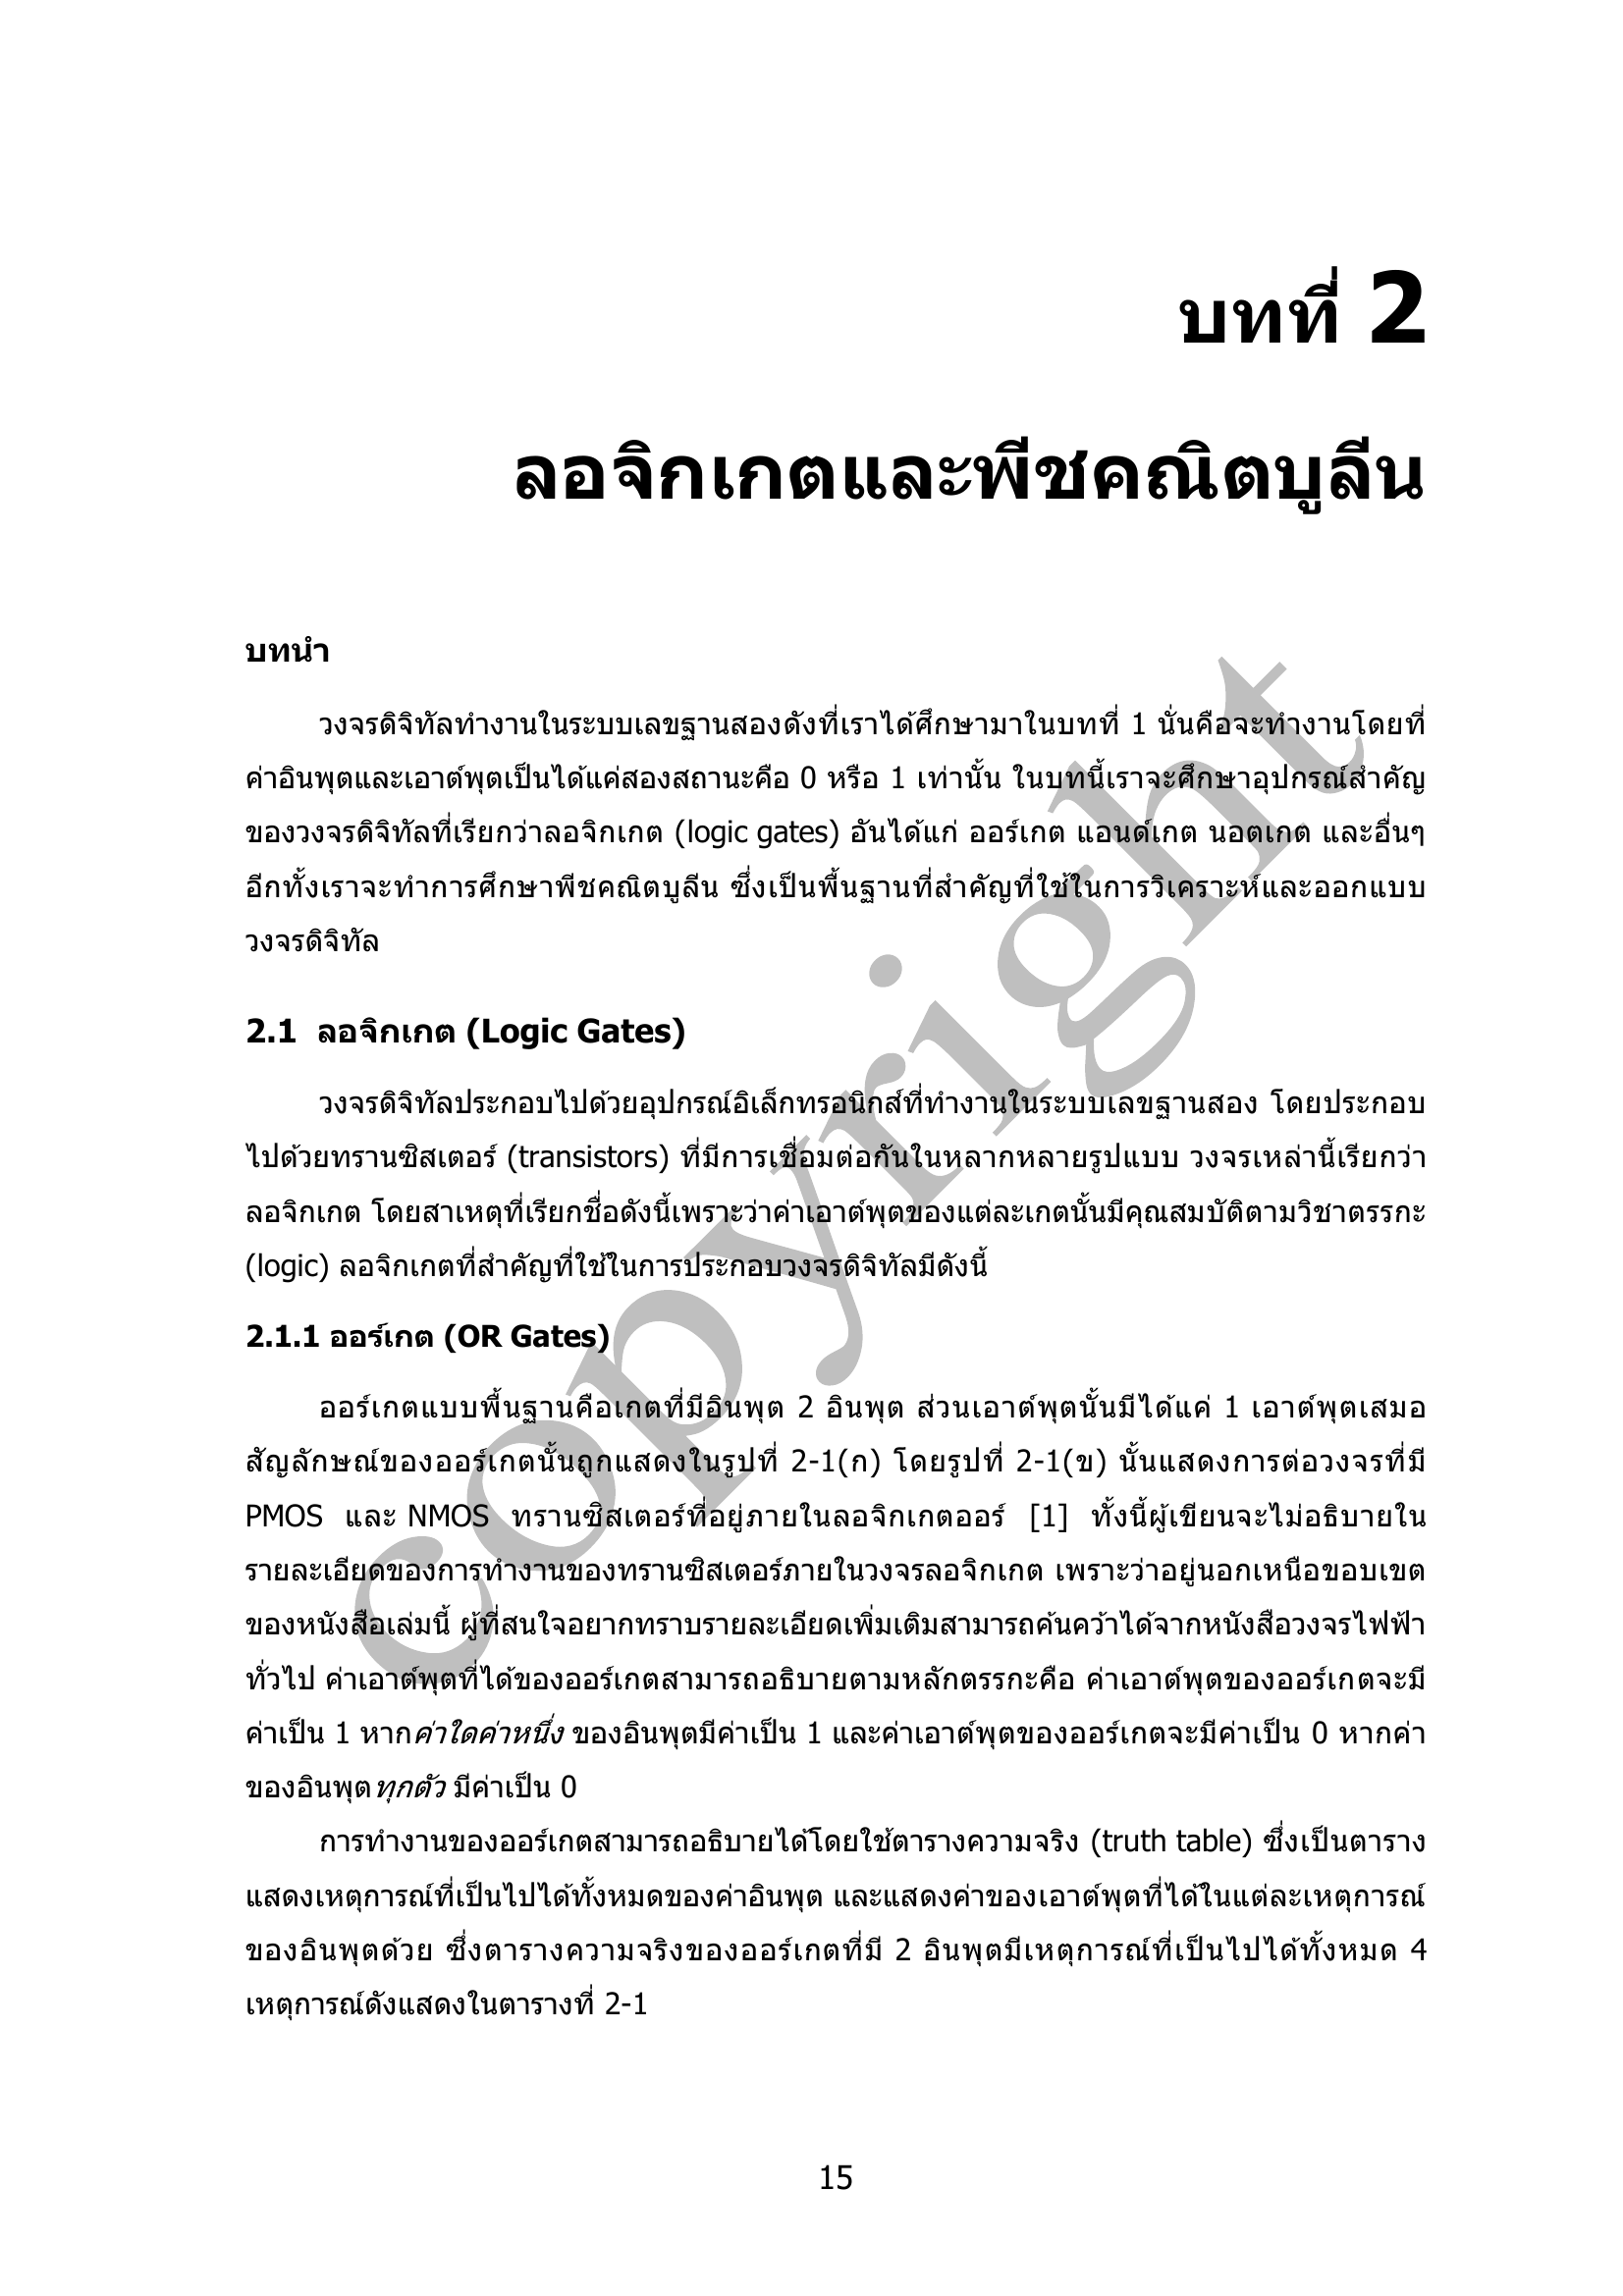 บทที่ 2
ลอจิกเกตและพีชคณิตบูลีน
บทนำ
วงจรดิจิทัลทำงานในระบบเลขฐานสองดังที่เราได้ศึกษามาในบทที่ 1 นั่นคือจะทำงานโดยที่
ค่าอินพุตและเอาต์พุตเป็นได้แค่สองสถานะคือ 0 หรือ 1 เท่านั้น ในบทนี้เราจะศึกษาอุปกรณ์สำคัญ
ของวงจรดิจิทัลที่เรียกว่าลอจิกเกต (logic gates) อันได้แก่ ออร์เกต แอนด์เกต นอตเกต และอื่นๆ
อีกทั้งเราจะทำการศึกษาพีชคณิตบูลีน ซึ่งเป็นพื้นฐานที่สำคัญที่ใช้ในการวิเคราะห์และออกแบบ
วงจรดิจิทัล
2.1 ลอจิกเกต (Logic Gates)
วงจรดิจิทัลประกอบไปด้วยอุปกรณ์อิเล็กทรอนิกส์ที่ทำงานในระบบเลขฐานสอง โดยประกอบ
ไปด้วยทรานซิสเตอร์ (transistors) ที่มีการเชื่อมต่อกันในหลากหลายรูปแบบ วงจรเหล่านี้เรียกว่า
ลอจิกเกต โดยสาเหตุที่เรียกชื่อดังนี้เพราะว่าค่าเอาต์พุตของแต่ละเกตนั้นมีคุณสมบัติตามวิชาตรรกะ
(logic) ลอจิกเกตที่สำคัญที่ใช้ในการประกอบวงจรดิจิทัลมีดังนี้
2.1.1 ออร์เกต (OR Gates)
ออร์เกตแบบพื้นฐานคือเกตที่มีอินพุต 2 อินพุต ส่วนเอาต์พุตนั้นมีได้แค่ 1 เอาต์พุตเสมอ
สัญลักษณ์ของออร์เกตนั้นถูกแสดงในรูปที่ 2-1(ก) โดยรูปที่ 2-1(ข) นั้นแสดงการต่อวงจรที่มี
PMOS และ NMOS ทรานซิสเตอร์ที่อยู่ภายในลอจิกเกตออร์ [1] ทั้งนี้ผู้เขียนจะไม่อธิบายใน
รายละเอียดของการทำงานของทรานซิสเตอร์ภายในวงจรลอจิกเกต เพราะว่าอยู่นอกเหนือขอบเขต
ของหนังสือเล่มนี้ ผู้ที่สนใจอยากทราบรายละเอียดเพิ่มเติมสามารถค้นคว้าได้จากหนังสือวงจรไฟฟ้า
ทั่วไป ค่าเอาต์พุตที่ได้ของออร์เกตสามารถอธิบายตามหลักตรรกะคือ ค่าเอาต์พุตของออร์เกตจะมี
ค่าเป็น 1 หากค่าใดค่าหนึ่ง ของอินพุตมีค่าเป็น 1 และค่าเอาต์พุตของออร์เกตจะมีค่าเป็น 0 หากค่า
ของอินพุตทุกตัว มีค่าเป็น 0
การทำงานของออร์เกตสามารถอธิบายได้โดยใช้ตารางความจริง (truth table) ซึ่งเป็นตาราง
แสดงเหตุการณ์ที่เป็นไปได้ทั้งหมดของค่าอินพุต และแสดงค่าของเอาต์พุตที่ได้ในแต่ละเหตุการณ์
ของอินพุตด้วย ซึ่งตารางความจริงของออร์เกตที่มี 2 อินพุตมีเหตุการณ์ที่เป็นไปได้ทั้งหมด 4
เหตุการณ์ดังแสดงในตารางที่ 2-1
15
copyright